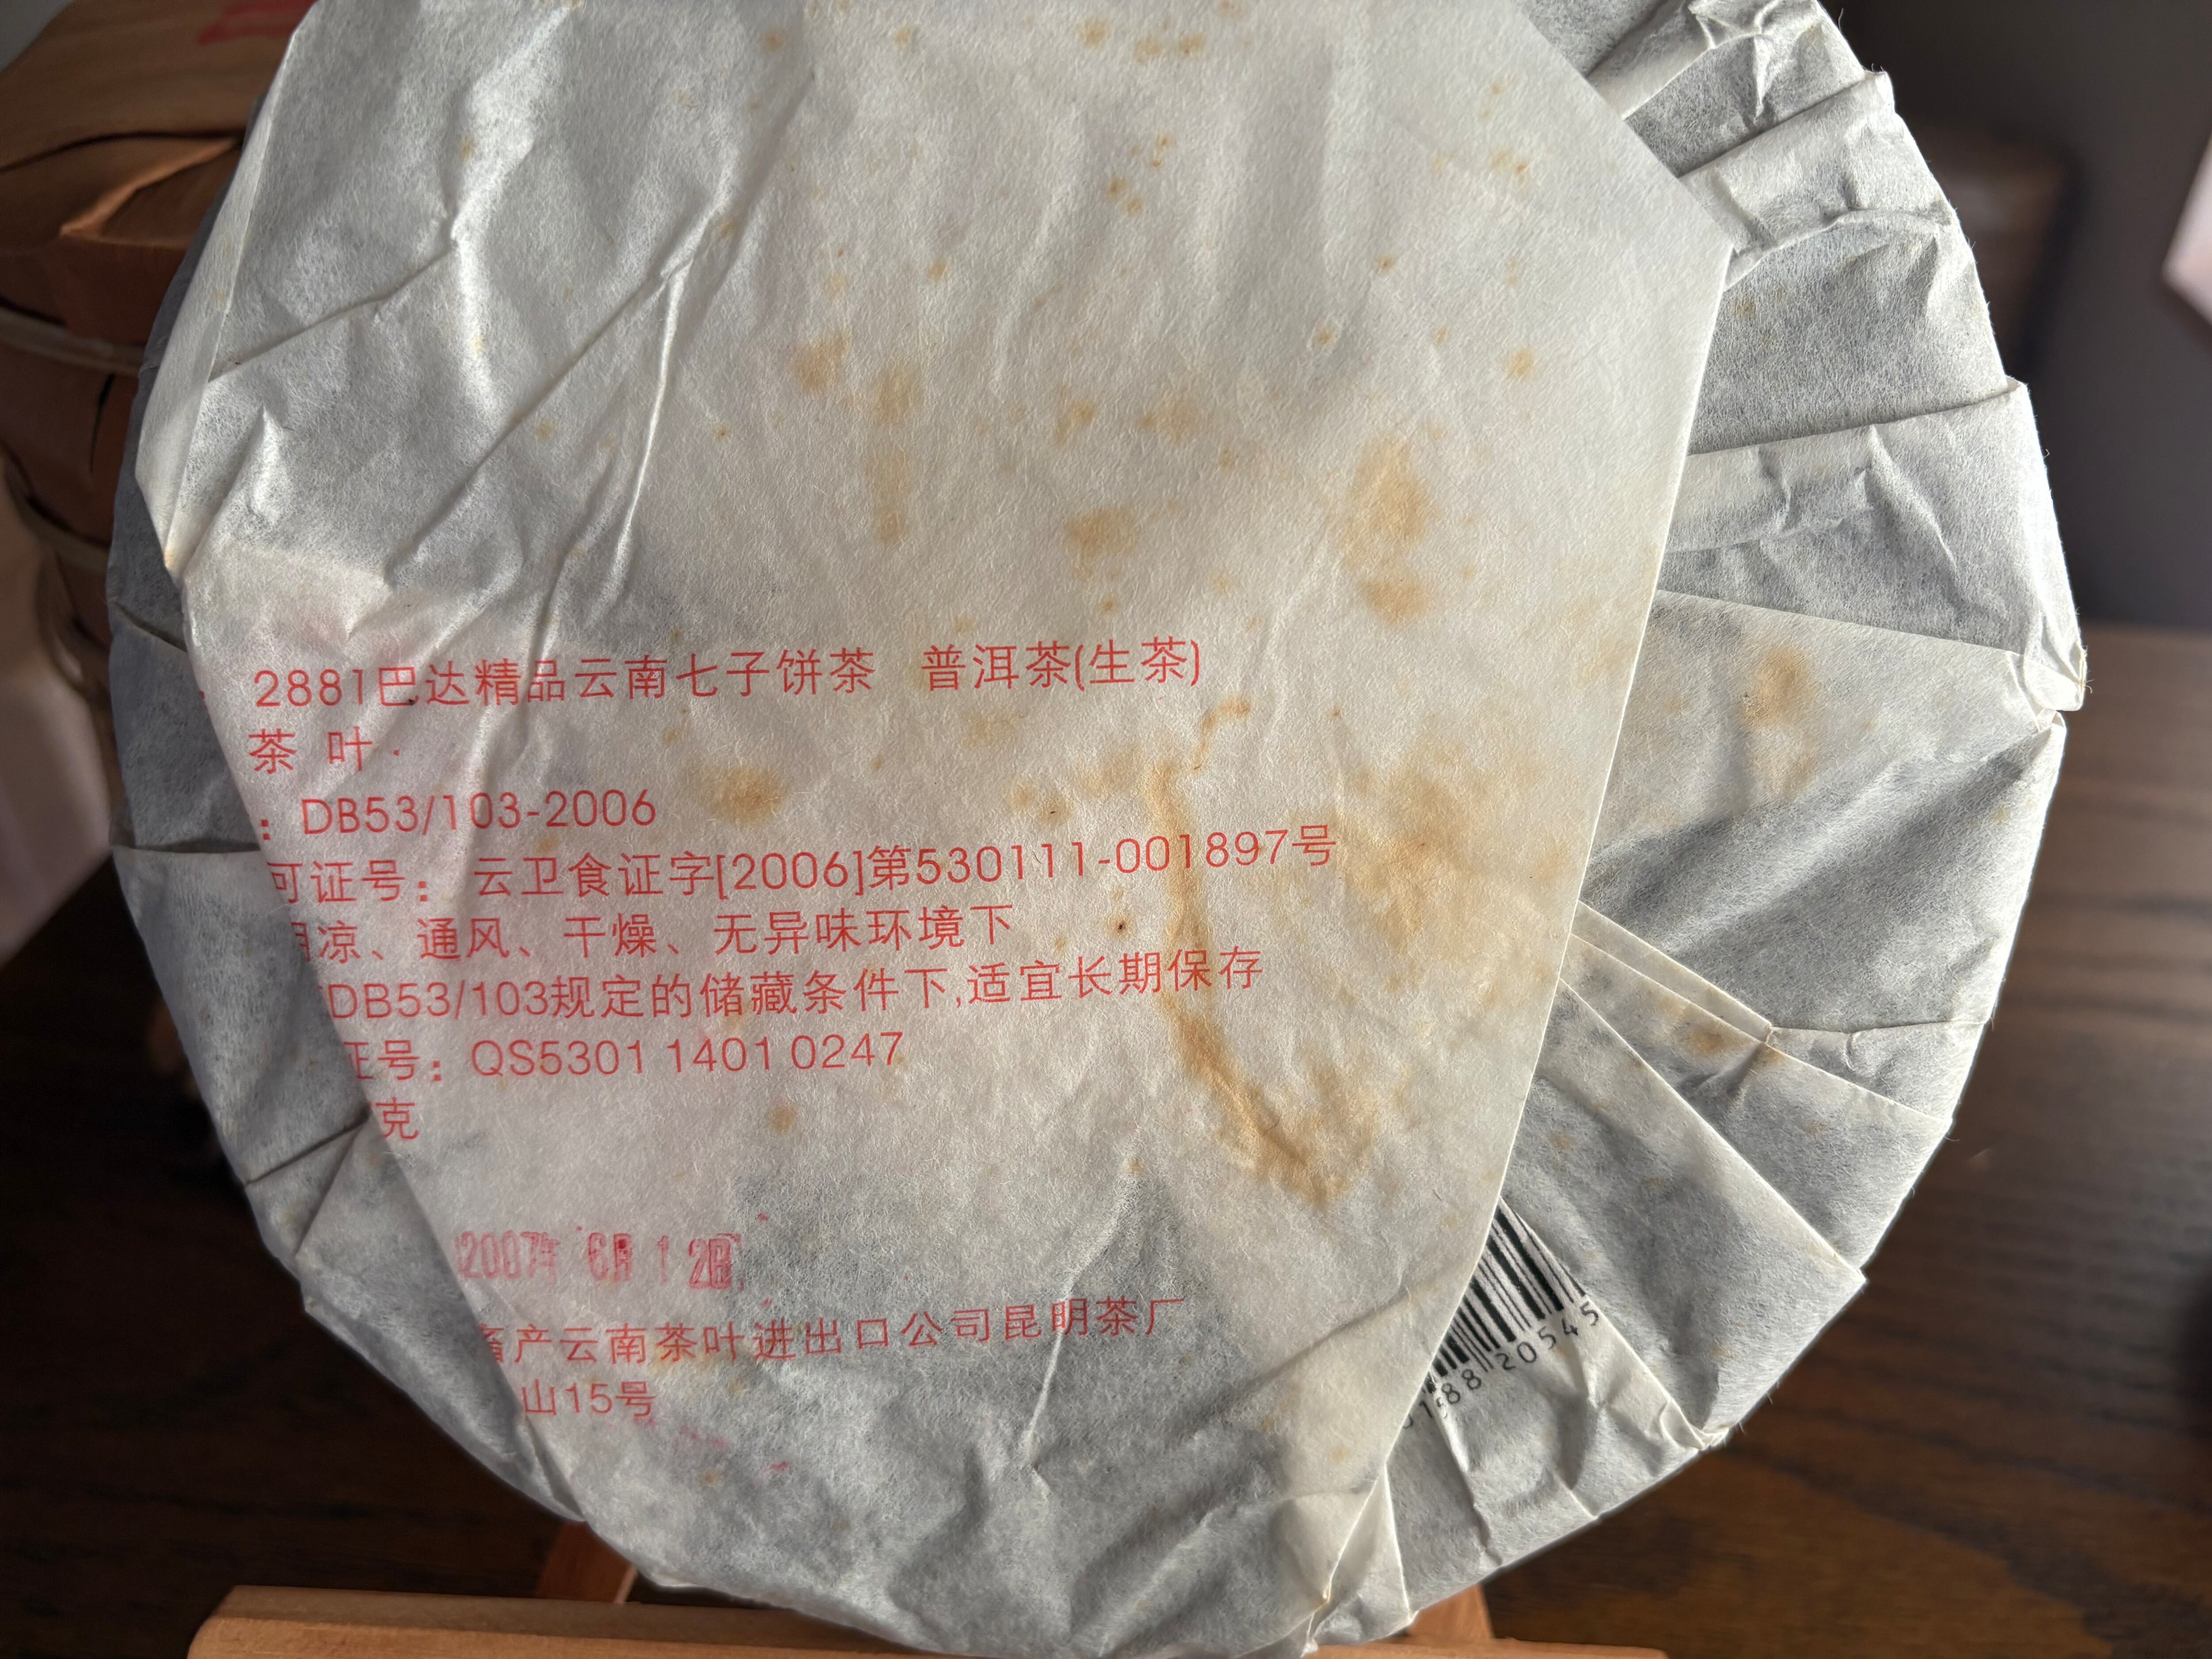 2881巴达精品云南七子饼茶 普洱茶(生茶)
茶 叶
：DB53/103-2006
可证号：云卫食证字[2006]第530111-001897号
凉、通风、干燥、无异味环境下
DB53/103规定的储藏条件下,适宜长期保存
证号：QS5301 1401 0247
克
2007年 6月 12日
畜产云南茶叶进出口公司昆明茶厂
山15号
588 20545